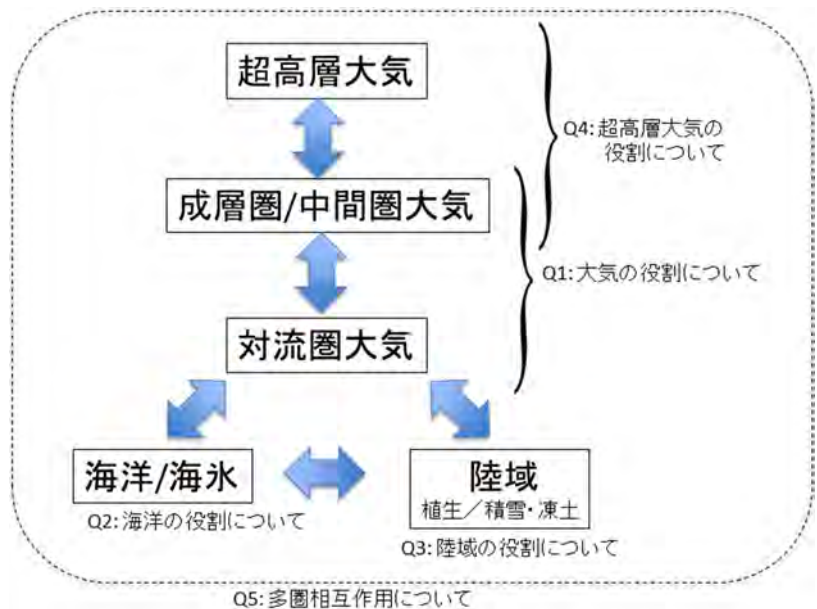 超高層大気
Q4:超高層大気の
役割について
成層圏/中間圏大気
Q1:大気の役割について
対流圏大気
海洋/海氷
Q2:海洋の役割について
陸域
植生／積雪・凍土
Q3:陸域の役割について
Q5:多圏相互作用について